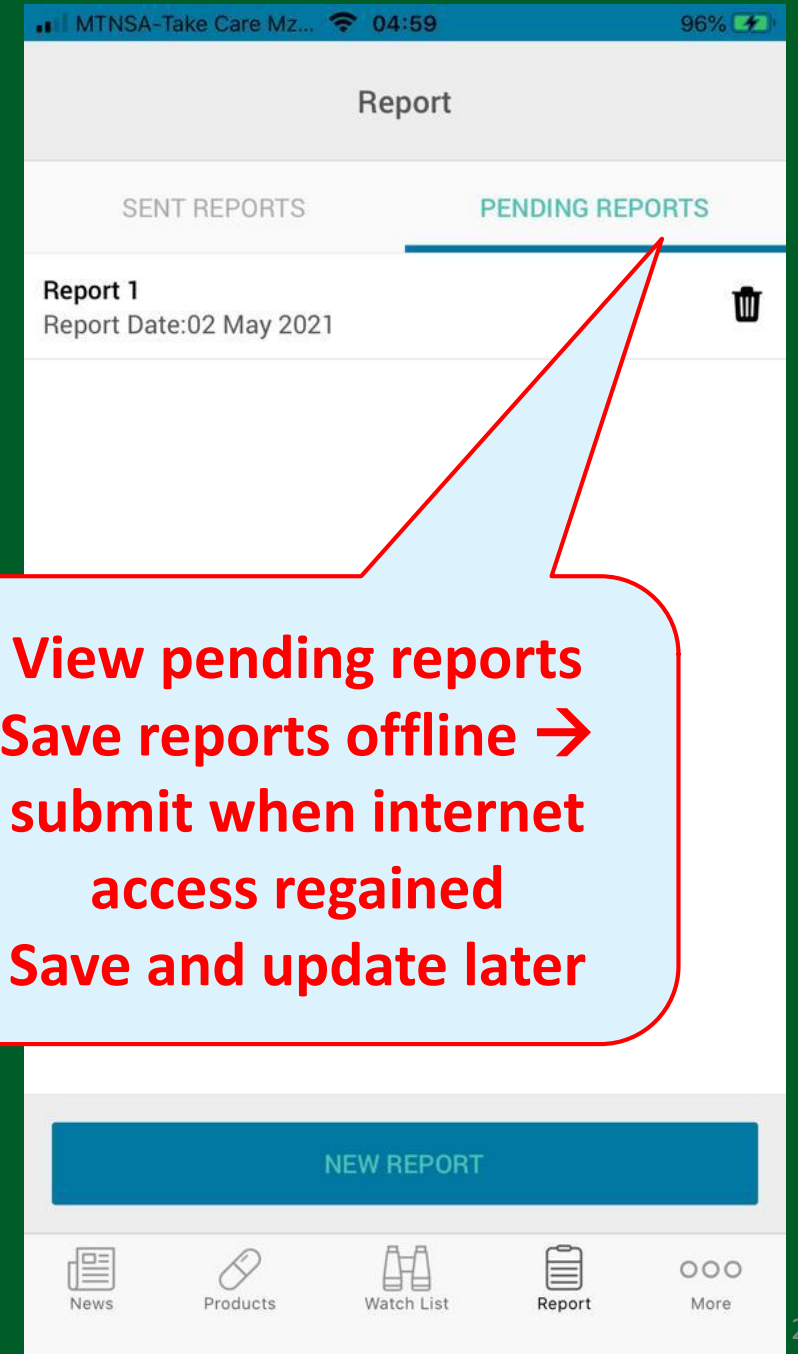 MTNSA-Take Care Mz... 04:59 96%
Report
SENT REPORTS PENDING REPORTS
Report 1
Report Date:02 May 2021
View pending reports
Save reports offline →
submit when internet
access regained
Save and update later
NEW REPORT
News Products Watch List Report More